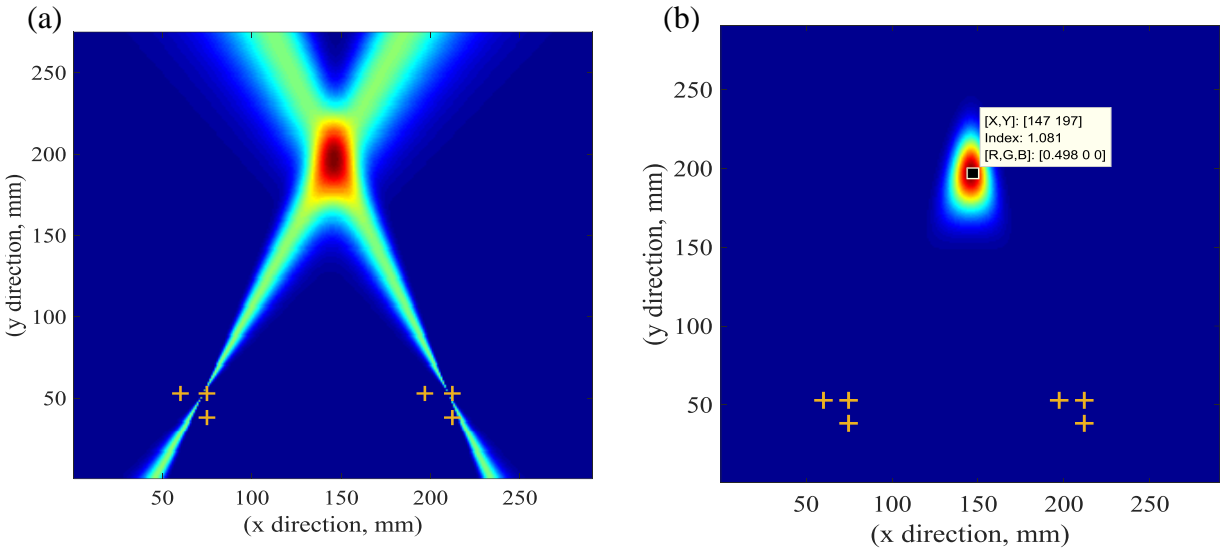 (a)
250
200
150
100
50
(y direction, mm)
50
100
150
200
250
(x direction, mm)
(b)
250
200
150
100
50
(y direction, mm)
[X,Y]: [147 197]
Index: 1.081
[R,G,B]: [0.498 0 0]
50
100
150
200
250
(x direction, mm)